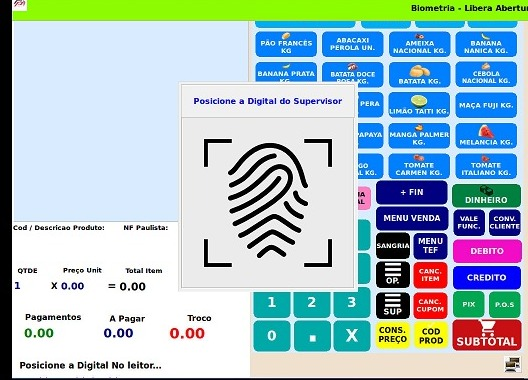 Biometria - Libera Abertur
PÃO FRANCÊS KG
ABACAXI PEROLA UN.
AMEIXA NACIONAL KG.
BANANA NANICA KG.
BANANA PRATA KG.
BATATA DOCE ROSA KG.
BATATA KG.
CEBOLA NACIONAL KG.
Posicione a Digital do Supervisor
PERA
LIMÃO TAITI KG.
MAÇA FUJI KG.
PAPAYA
MANGA PALMER KG.
MELANCIA KG.
TOMATE CARMEN KG.
TOMATE ITALIANO KG.
+ FIN
DINHEIRO
MENU VENDA
VALE FUNC.
CONV. CLIENTE
Cod / Descricao Produto:
NF Paulista:
SANGRIA
MENU TEF
DEBITO
QTDE
Preço Unit
Total Item
OP.
CANC. ITEM
CREDITO
1 X 0.00 = 0.00
1 2 3
SUP
CANC. CUPOM
PIX
P.O.S
Pagamentos
A Pagar
Troco
0.00
0.00
0.00
0 . X
CONS. PREÇO
COD PROD
SUBTOTAL
Posicione a Digital No leitor...